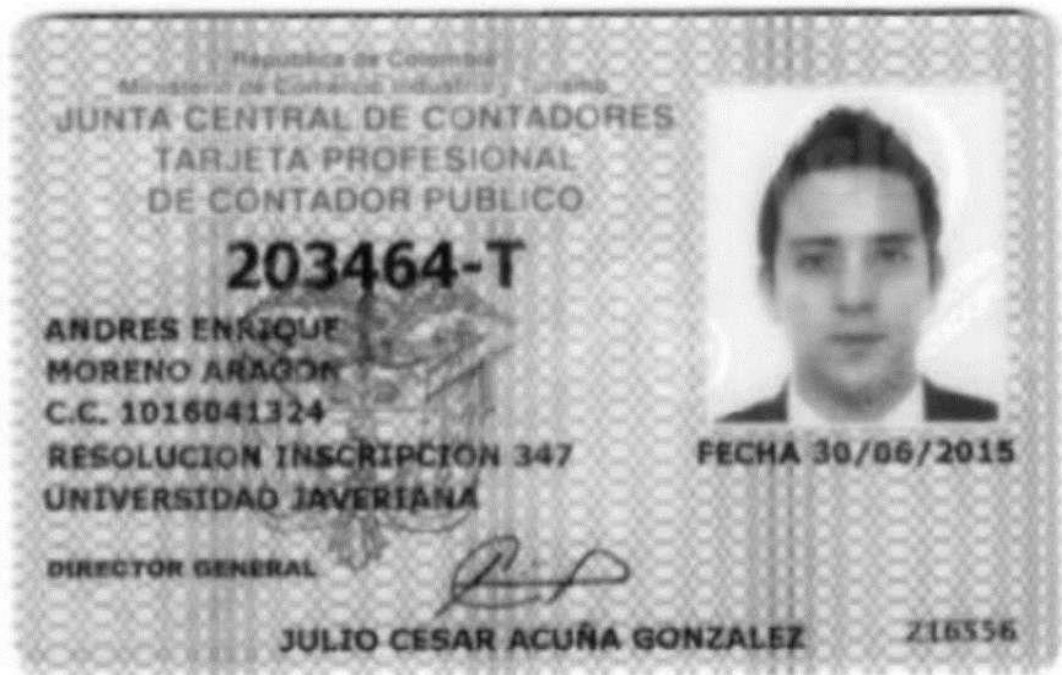 República de Colombia
Ministerio de Comercio Industria y Turismo
JUNTA CENTRAL DE CONTADORES
TARJETA PROFESIONAL
DE CONTADOR PUBLICO
203464-T
ANDRES ENRIQUE
MORENO ARAGON
C.C. 1016041324
RESOLUCION INSCRIPCION 347
UNIVERSIDAD JAVERIANA
FECHA 30/06/2015
DIRECTOR GENERAL
JULIO CESAR ACUÑA GONZALEZ
216556